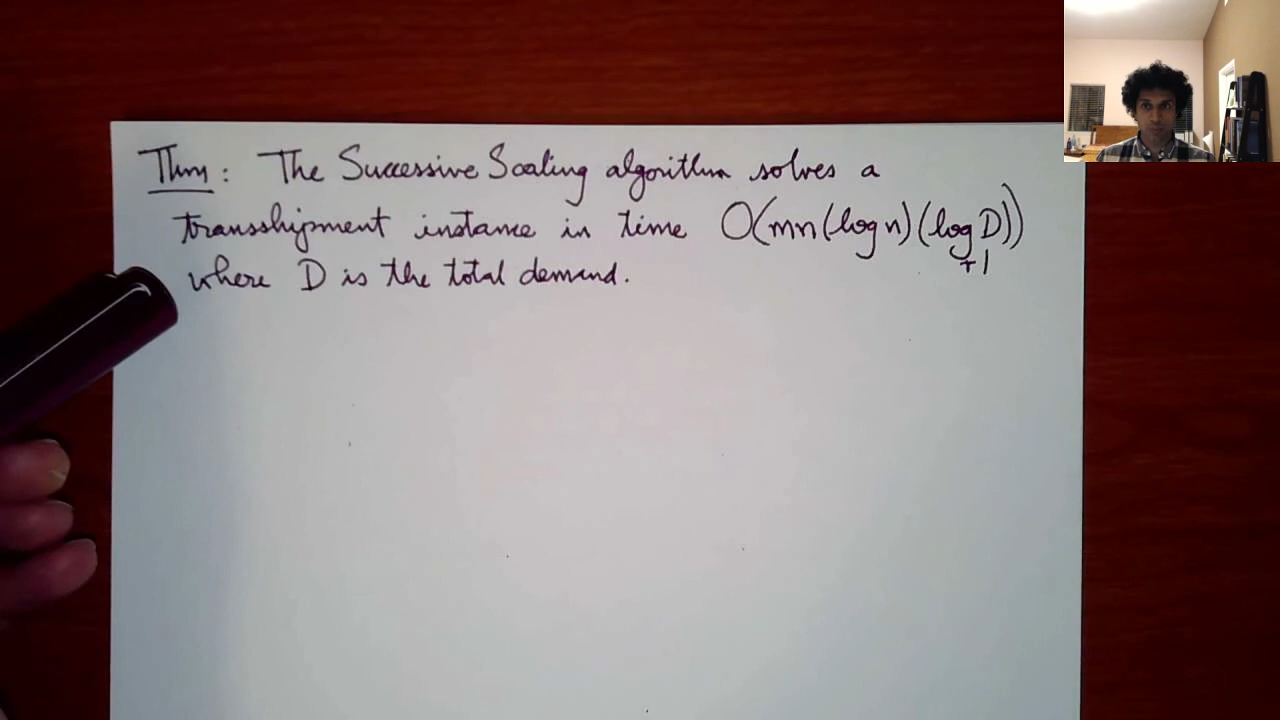 Thm: The Successive Scaling algorithm solves a
transshipment instance in time O(mn(log n)(log D))
+1
where D is the total demand.